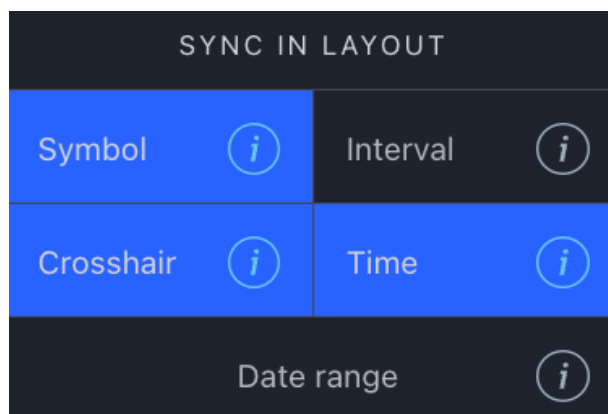 SYNC IN LAYOUT
Symbol i Interval i
Crosshair i Time i
Date range i